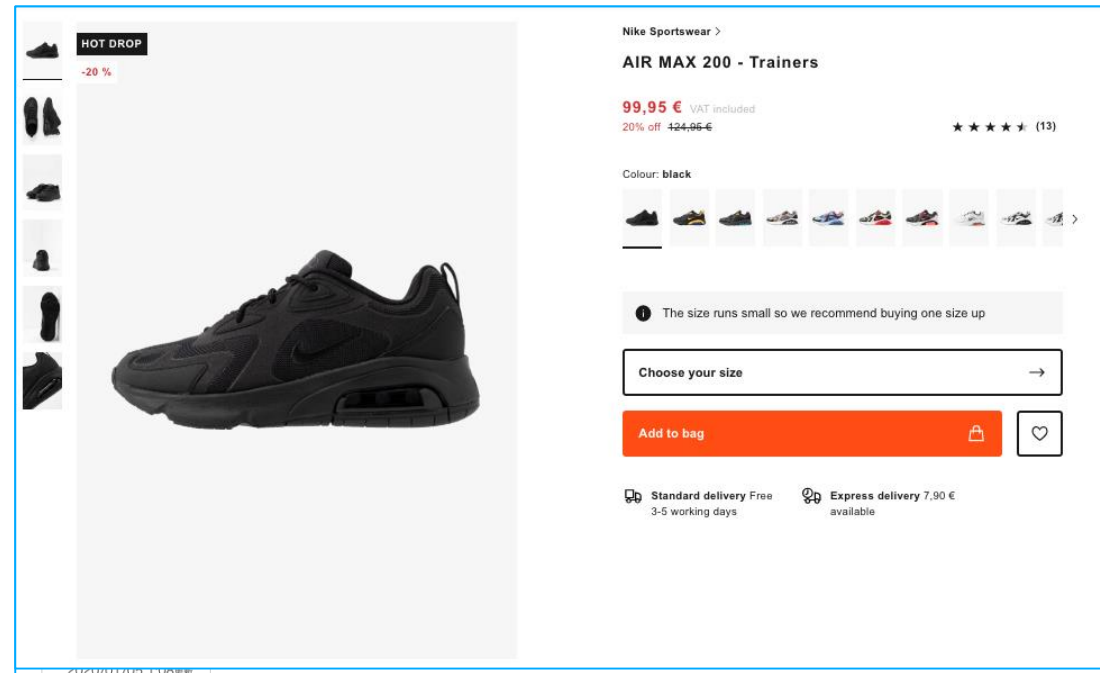 HOT DROP
-20 %
Nike Sportswear
AIR MAX 200 - Trainers
99,95 € VAT included
20% off 124,95 €
(13)
Colour: black
The size runs small so we recommend buying one size up
Choose your size
Add to bag
Standard delivery Free
3-5 working days
Express delivery 7,90 €
available